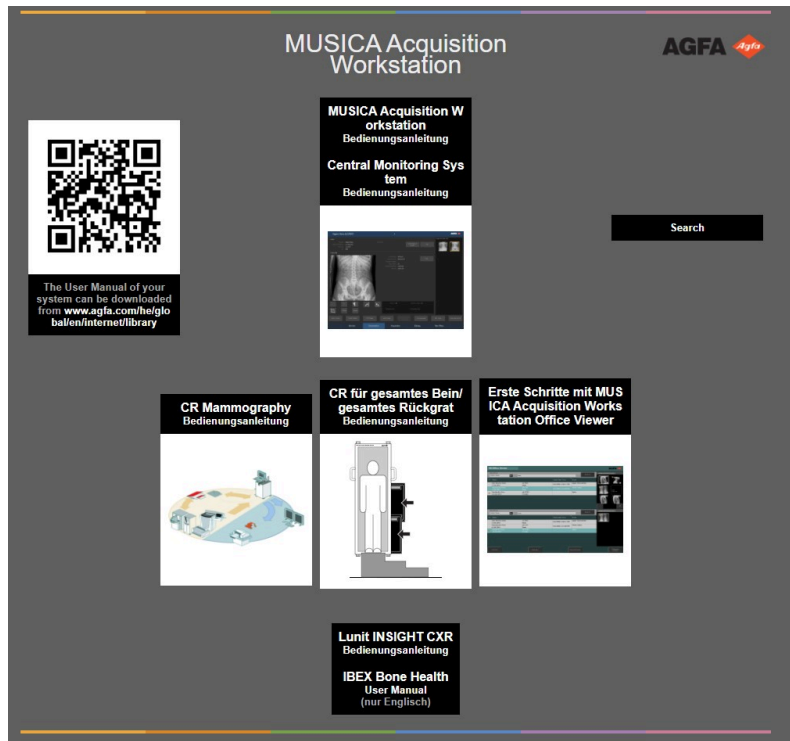 MUSICA Acquisition
Workstation
AGFA
Agfa
MUSICA Acquisition W
orkstation
Bedienungsanleitung
Central Monitoring Sys
tem
Bedienungsanleitung
The User Manual of your
system can be downloaded
from www.agfa.com/he/glo
bal/en/internet/library
Search
CR Mammography
Bedienungsanleitung
CR für gesamtes Bein/
gesamtes Rückgrat
Bedienungsanleitung
Erste Schritte mit MUS
ICA Acquisition Works
tation Office Viewer
Lunit INSIGHT CXR
Bedienungsanleitung
IBEX Bone Health
User Manual
(nur Englisch)